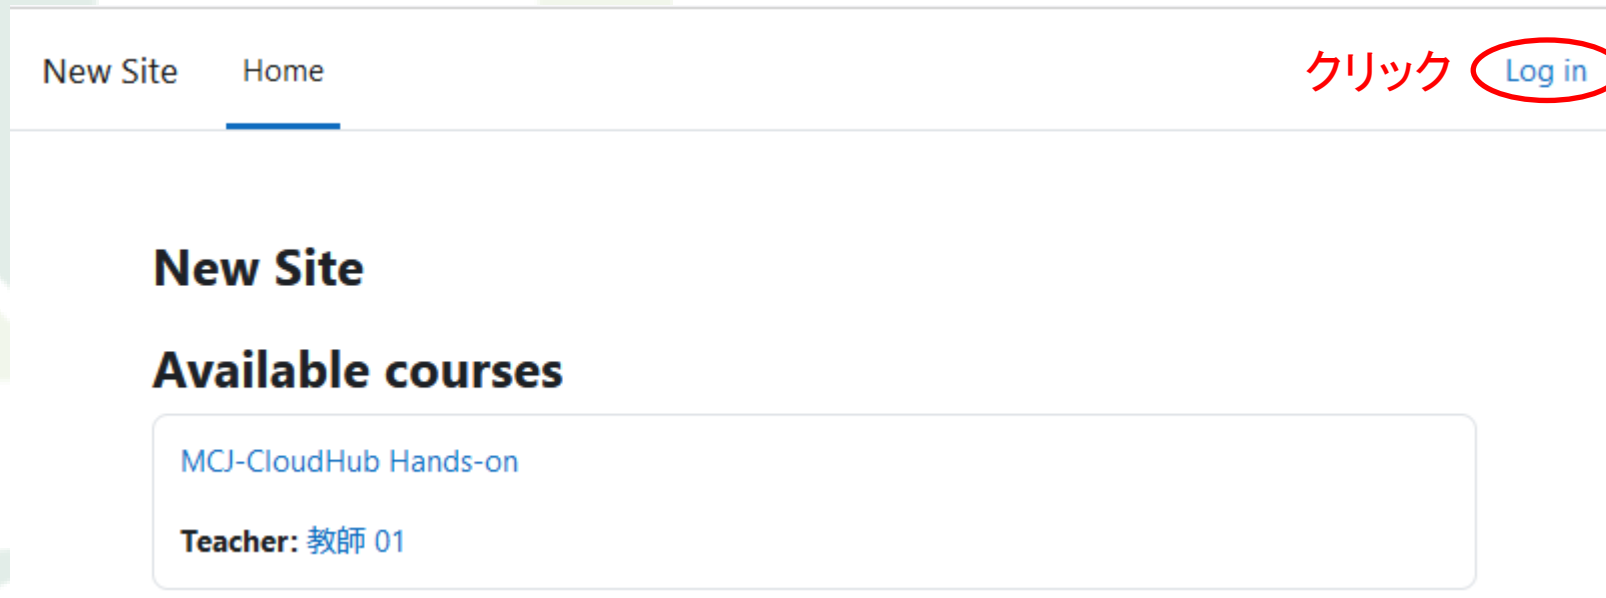 New Site Home クリック Log in
New Site
Available courses
MCJ-CloudHub Hands-on
Teacher: 教師 01